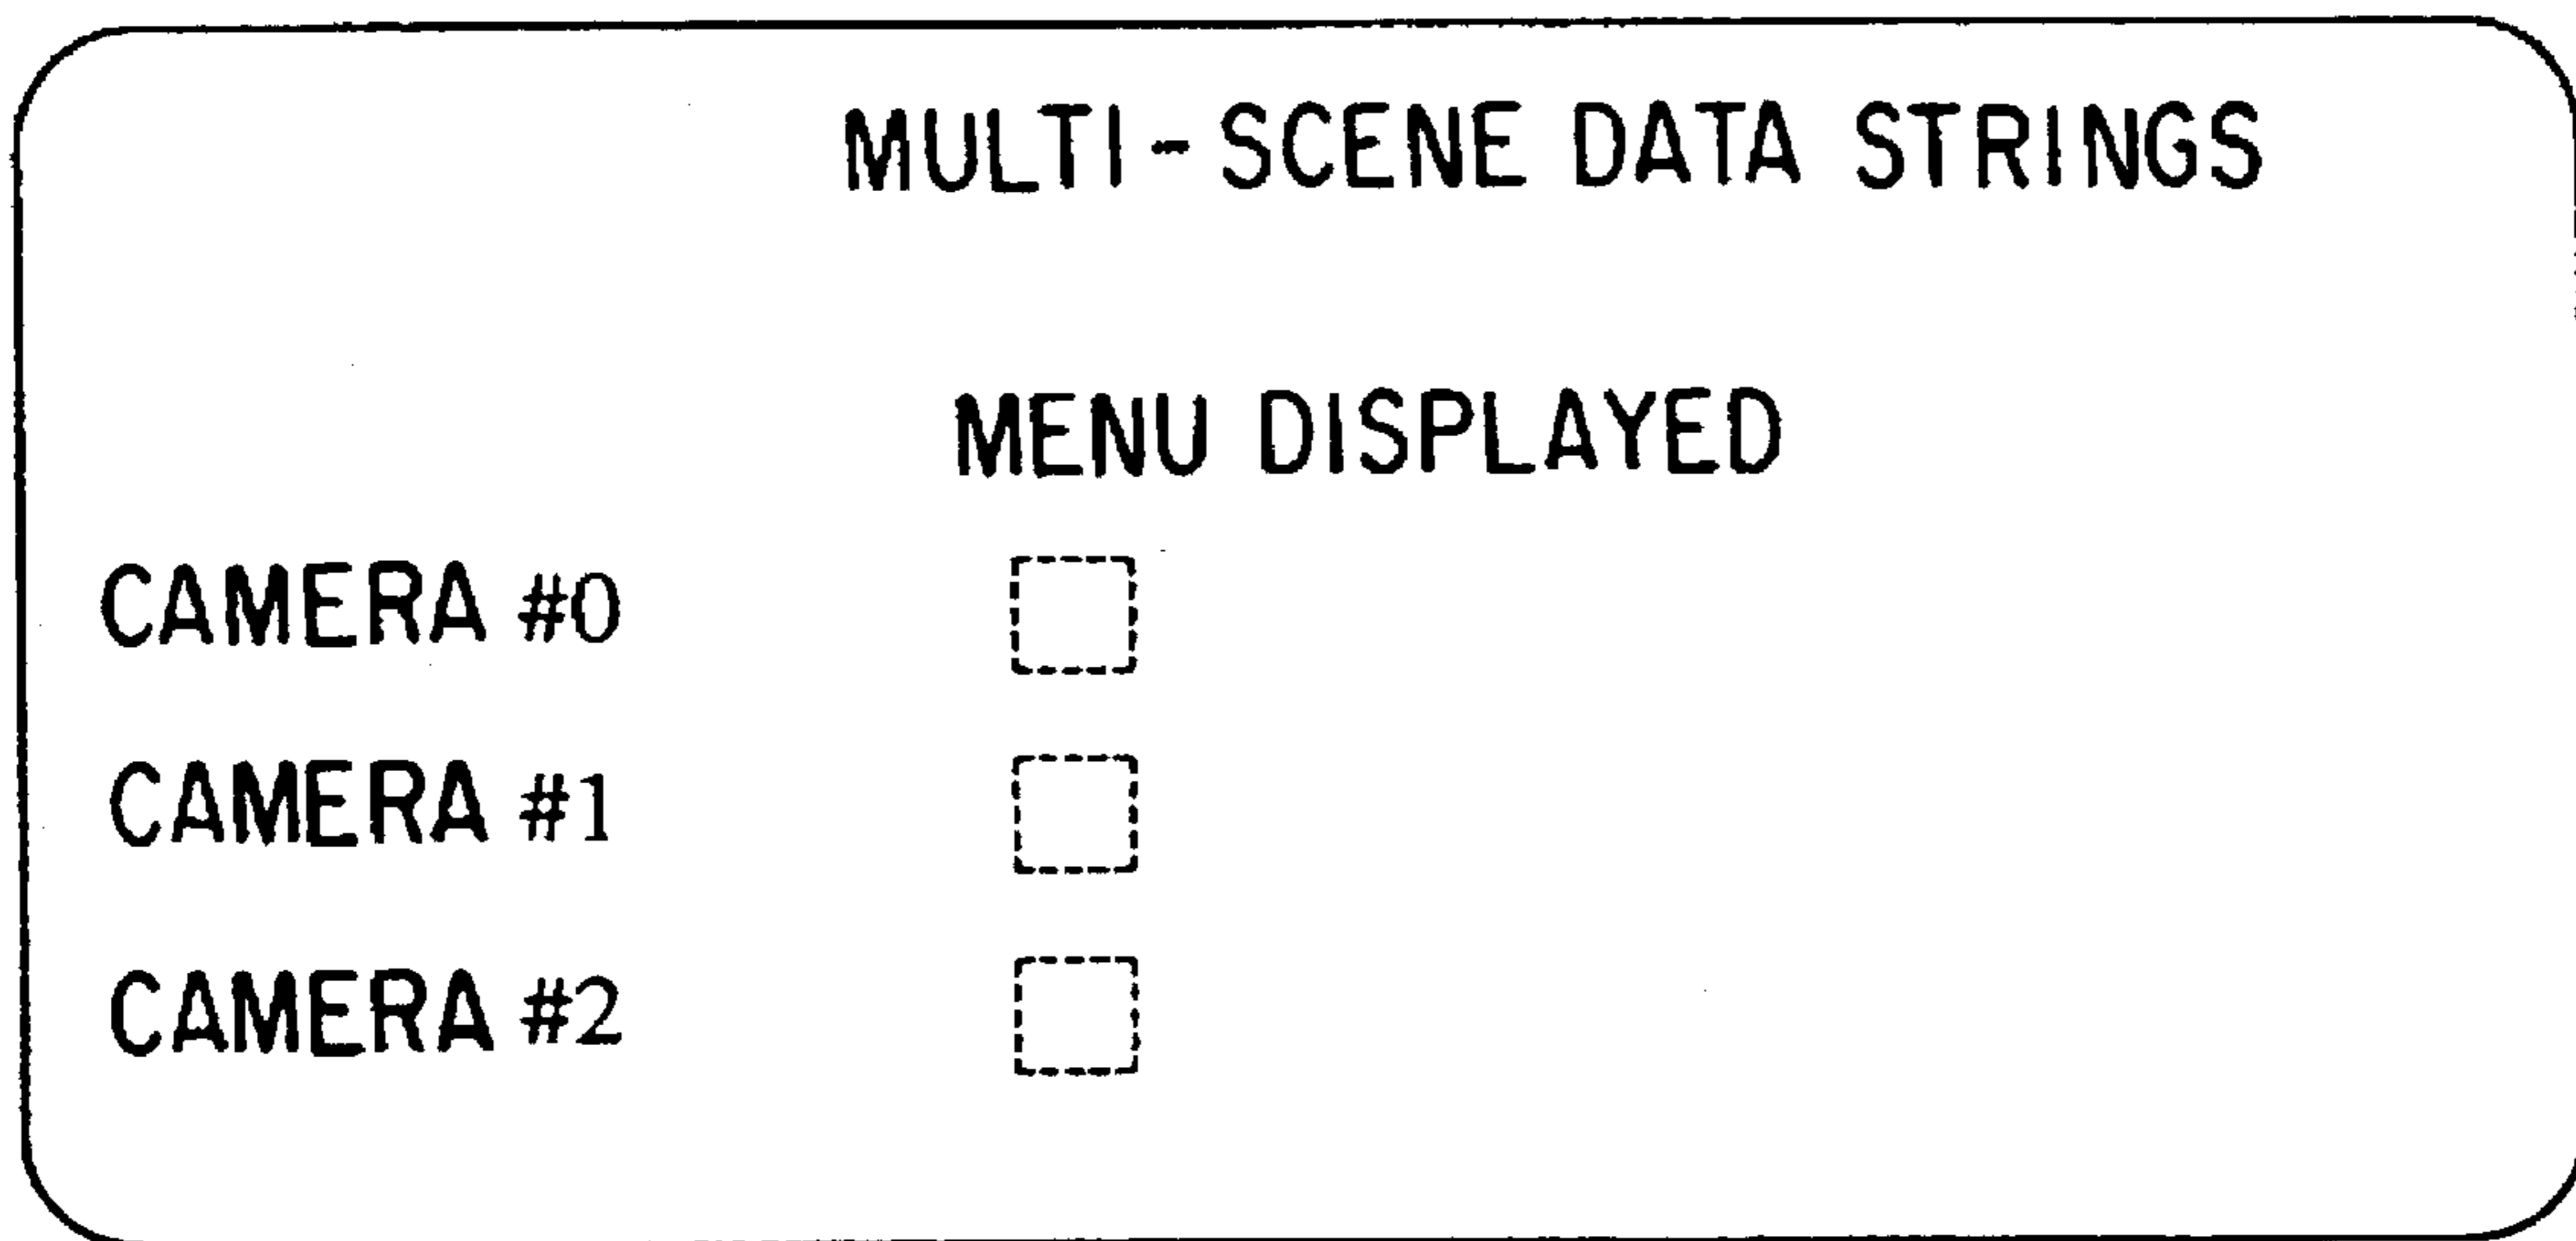 MULTI-SCENE DATA STRINGS
MENU DISPLAYED
CAMERA #0
CAMERA #1
CAMERA #2